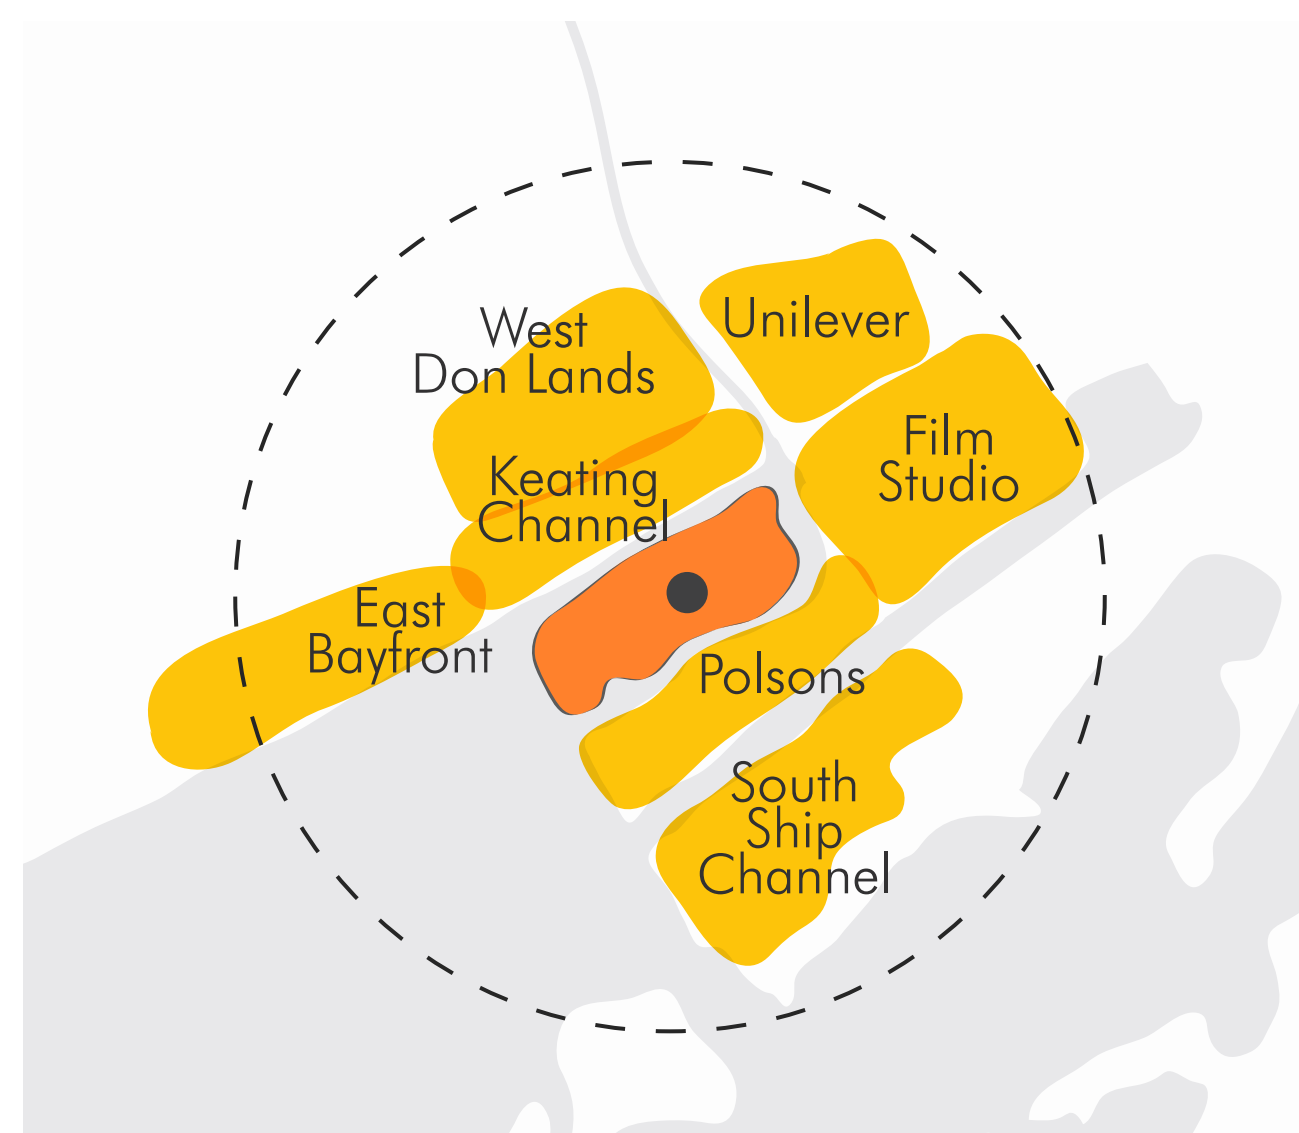 Unilever
West
Don Lands
Film
Studio
Keating
Channel
East
Bayfront
Polsons
South
Ship
Channel